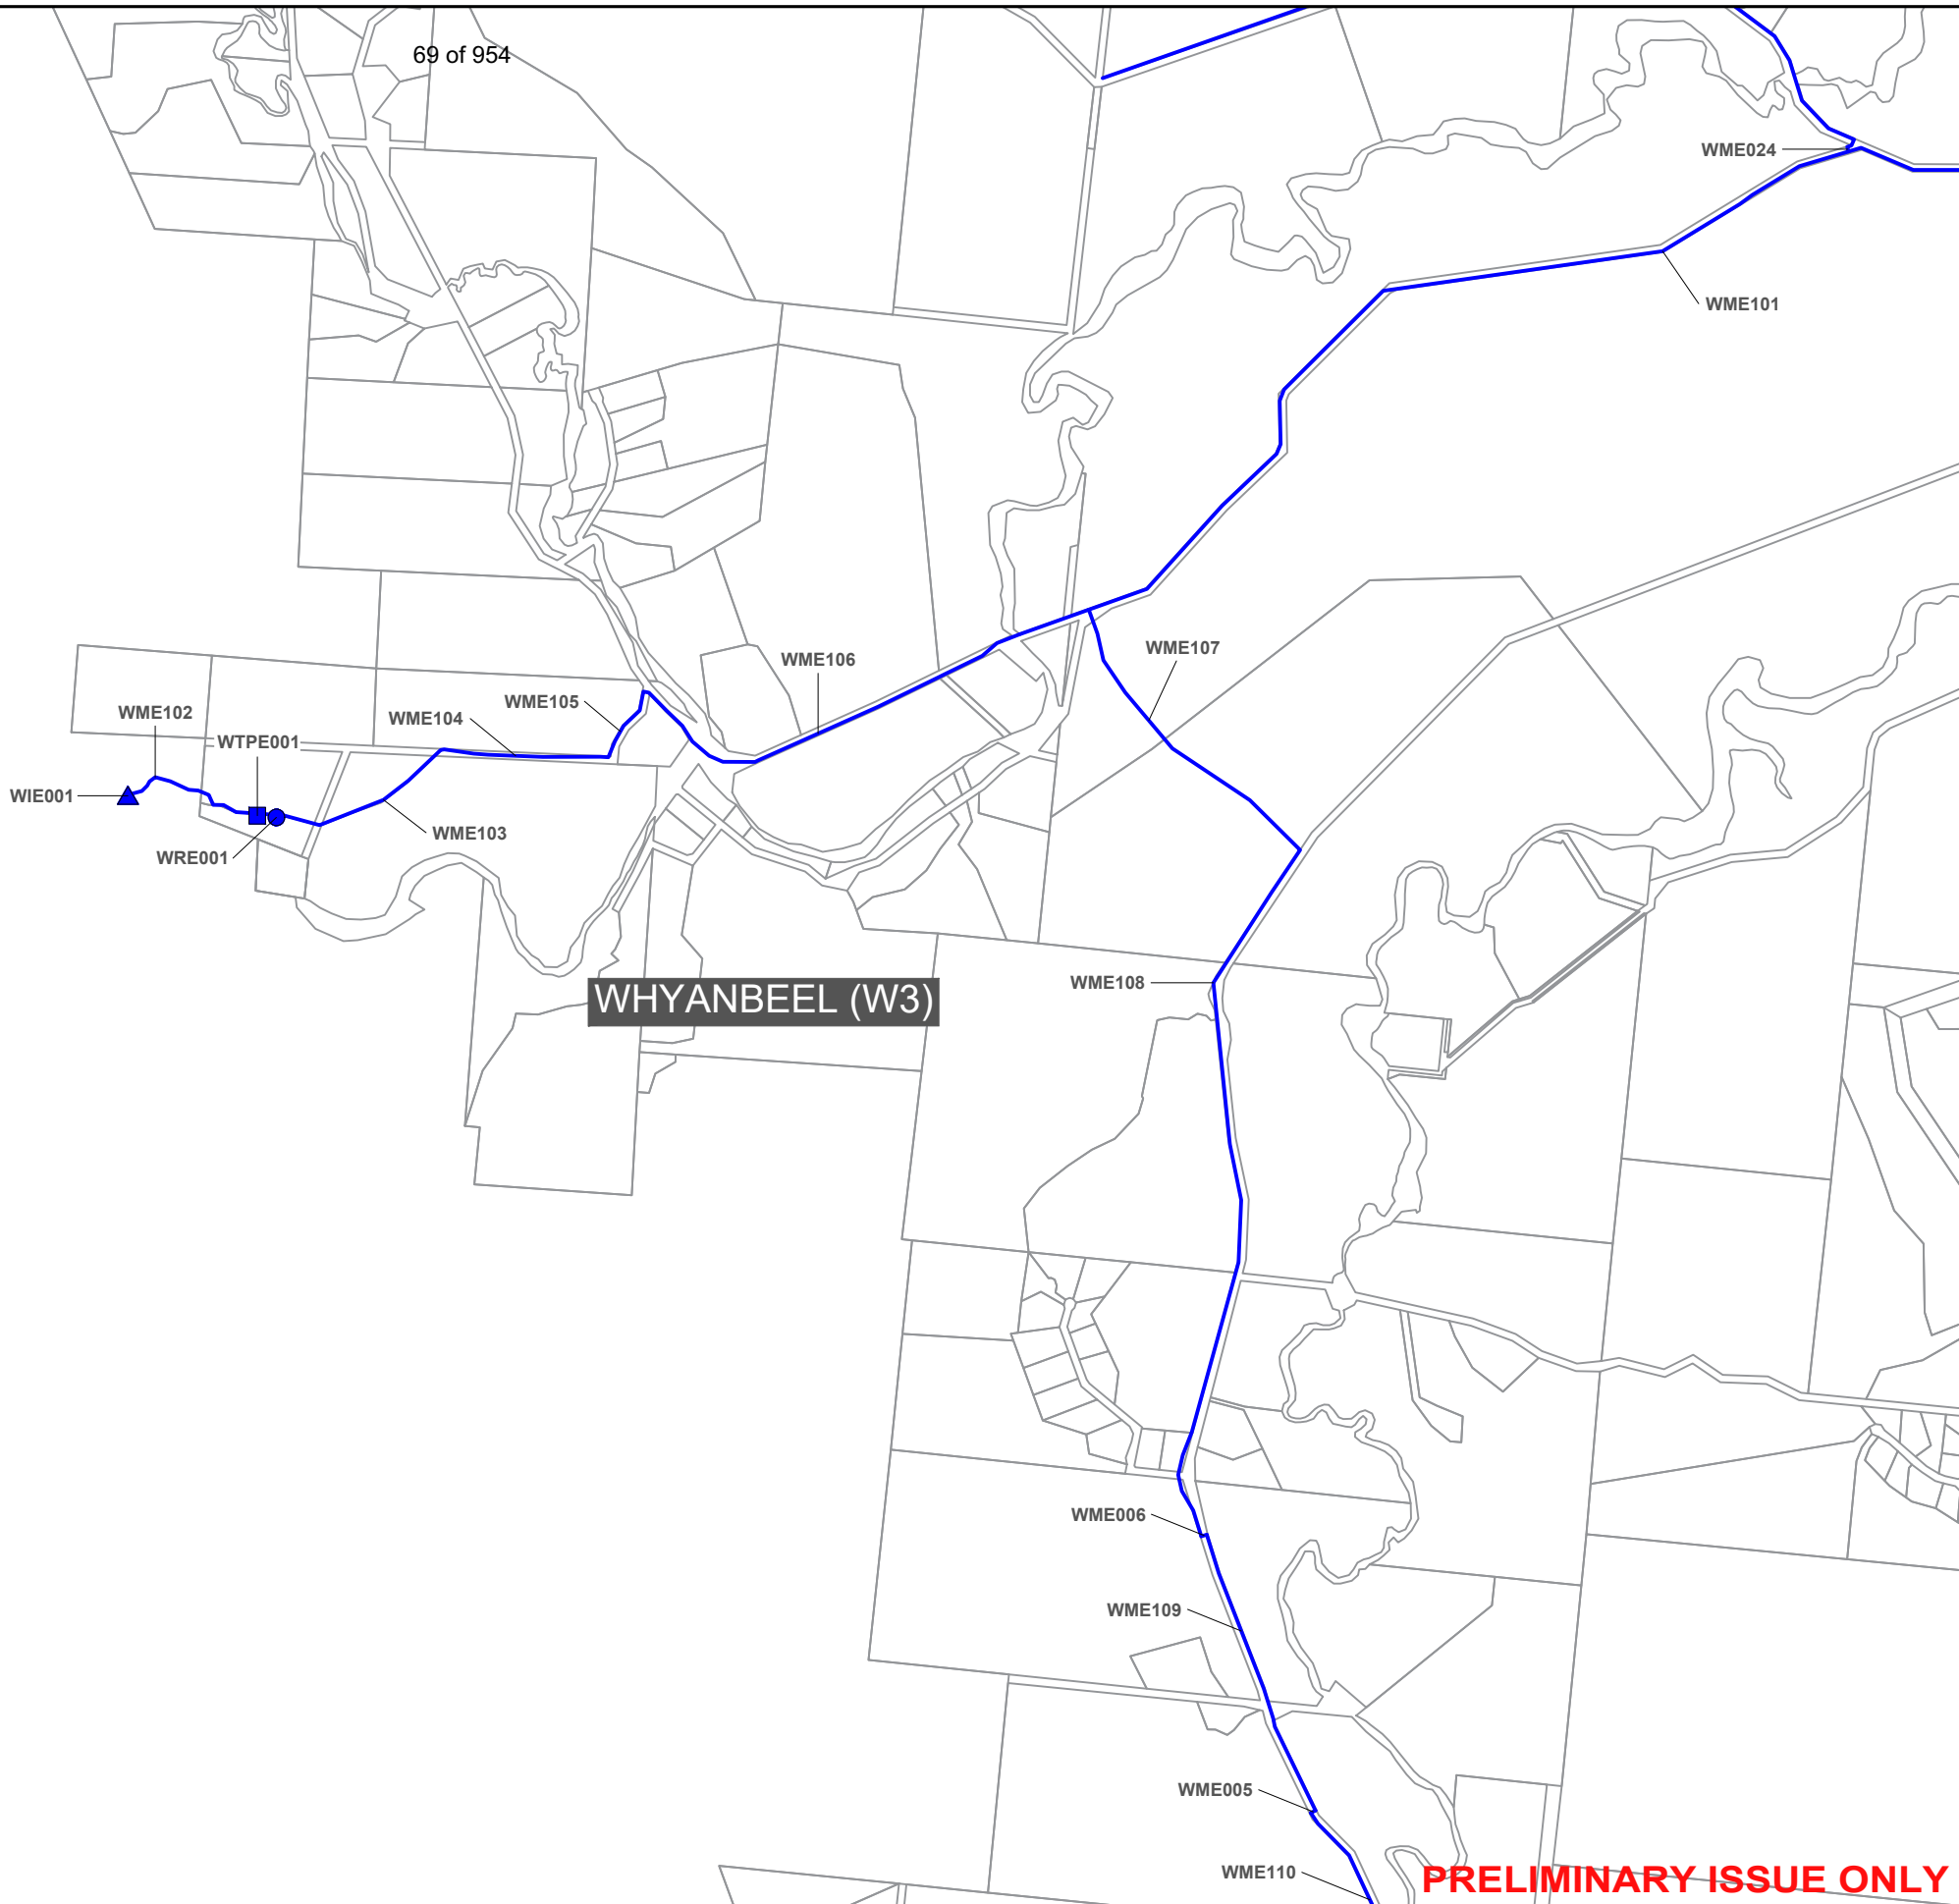 69 of 954
WME024
WME101
WME107
WME106
WME105
WME102
WME104
WTPE001
WIE001
WME103
WRE001
WME108
WHYANBEEL (W3)
WME006
WME109
WME005
WME110
PRELIMINARY ISSUE ONLY